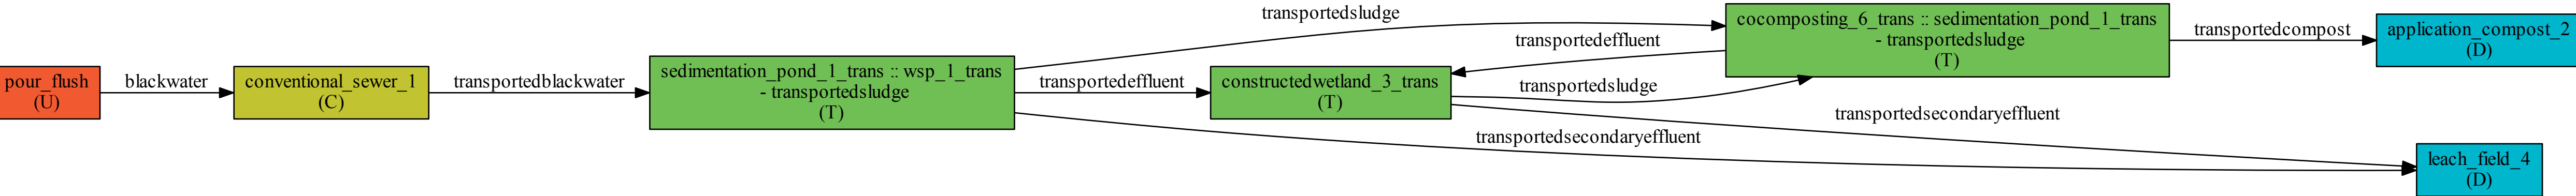 pour_flush
(U)
blackwater
conventional_sewer_1
(C)
transportedblackwater
sedimentation_pond_1_trans :: wsp_1_trans
- transportedsludge
(T)
transportedsludge
transportedeffluent
transportedeffluent
constructedwetland_3_trans
(T)
transportedsludge
transportedsecondaryeffluent
cocomposting_6_trans :: sedimentation_pond_1_trans
- transportedsludge
(T)
transportedsecondaryeffluent
transportedcompost
application_compost_2
(D)
leach_field_4
(D)